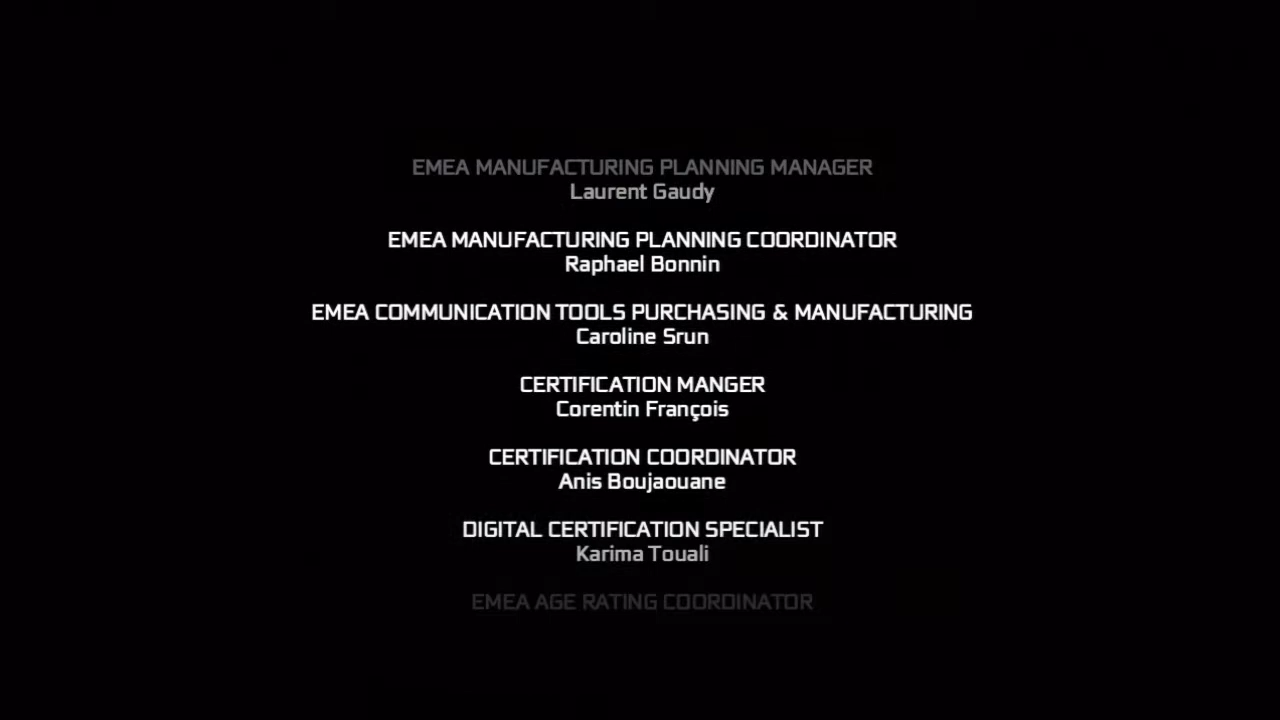 EMEA MANUFACTURING PLANNING MANAGER
Laurent Gaudy
EMEA MANUFACTURING PLANNING COORDINATOR
Raphael Bonnin
EMEA COMMUNICATION TOOLS PURCHASING & MANUFACTURING
Caroline Srun
CERTIFICATION MANGER
Corentin François
CERTIFICATION COORDINATOR
Anis Boujaouane
DIGITAL CERTIFICATION SPECIALIST
Karima Touali
EMEA AGE RATING COORDINATOR